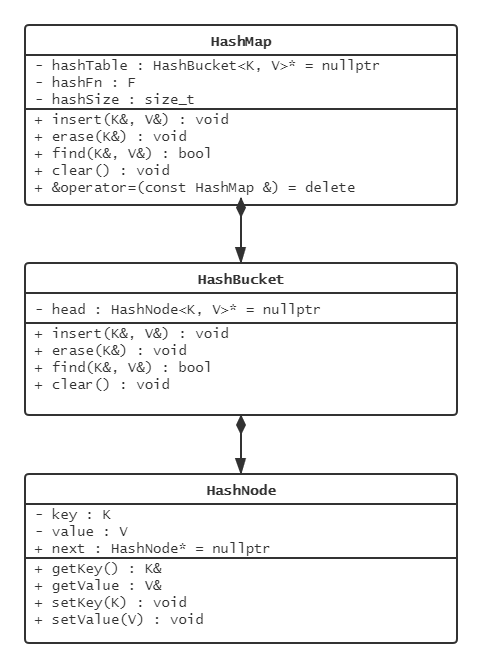 HashMap
- hashTable : HashBucket<K, V>* = nullptr
- hashFn : F
- hashSize : size_t
+ insert(K&, V&) : void
+ erase(K&) : void
+ find(K&, V&) : bool
+ clear() : void
+ &operator=(const HashMap &) = delete
HashBucket
- head : HashNode<K, V>* = nullptr
+ insert(K&, V&) : void
+ erase(K&) : void
+ find(K&, V&) : bool
+ clear() : void
HashNode
- key : K
- value : V
+ next : HashNode* = nullptr
+ getKey() : K&
+ getValue : V&
+ setKey(K) : void
+ setValue(V) : void